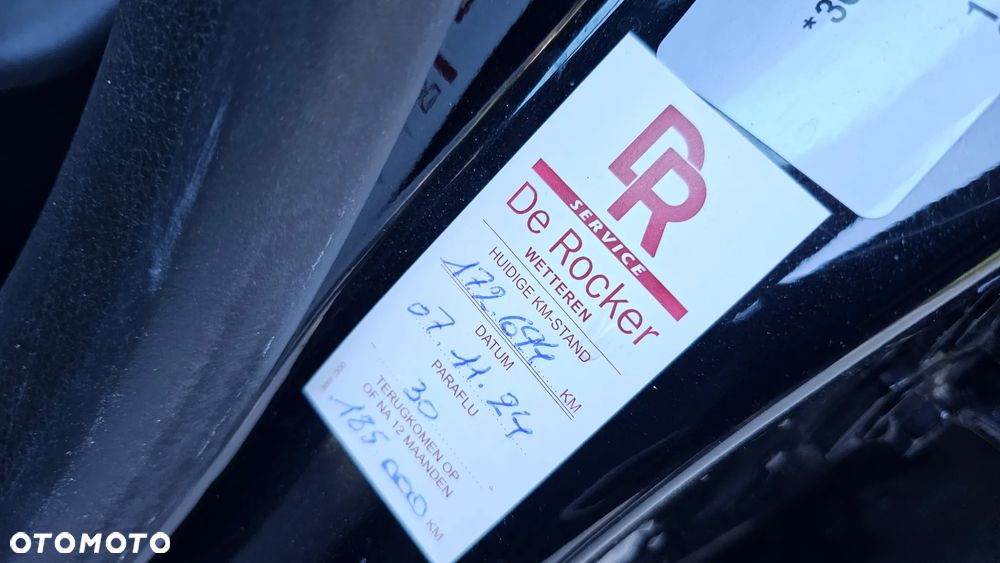 DR
SERVICE
De Rocker
WETTEREN
HUIDIGE KM-STAND
172.694 KM
DATUM
07.11.24
PARAFLU
30
TERUGKOMEN OP
OF NA 12 MAANDEN
185 000 KM
OTOMOTO